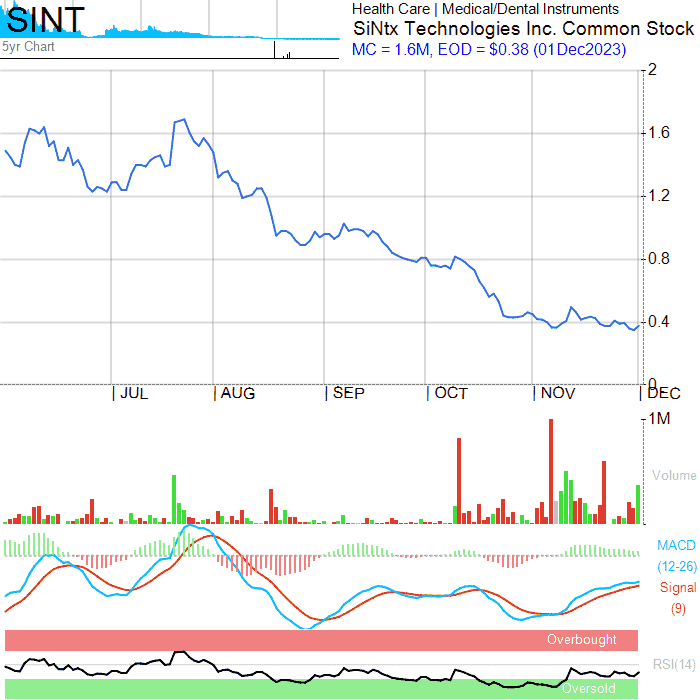 SINT
5yr Chart
Health Care | Medical/Dental Instruments
SiNtx Technologies Inc. Common Stock
MC = 1.6M, EOD = $0.38 (01Dec2023)
2
1.6
1.2
0.8
0.4
0
JUL AUG SEP OCT NOV DEC
1M
Volume
MACD
(12-26)
Signal
(9)
Overbought
RSI(14)
Oversold